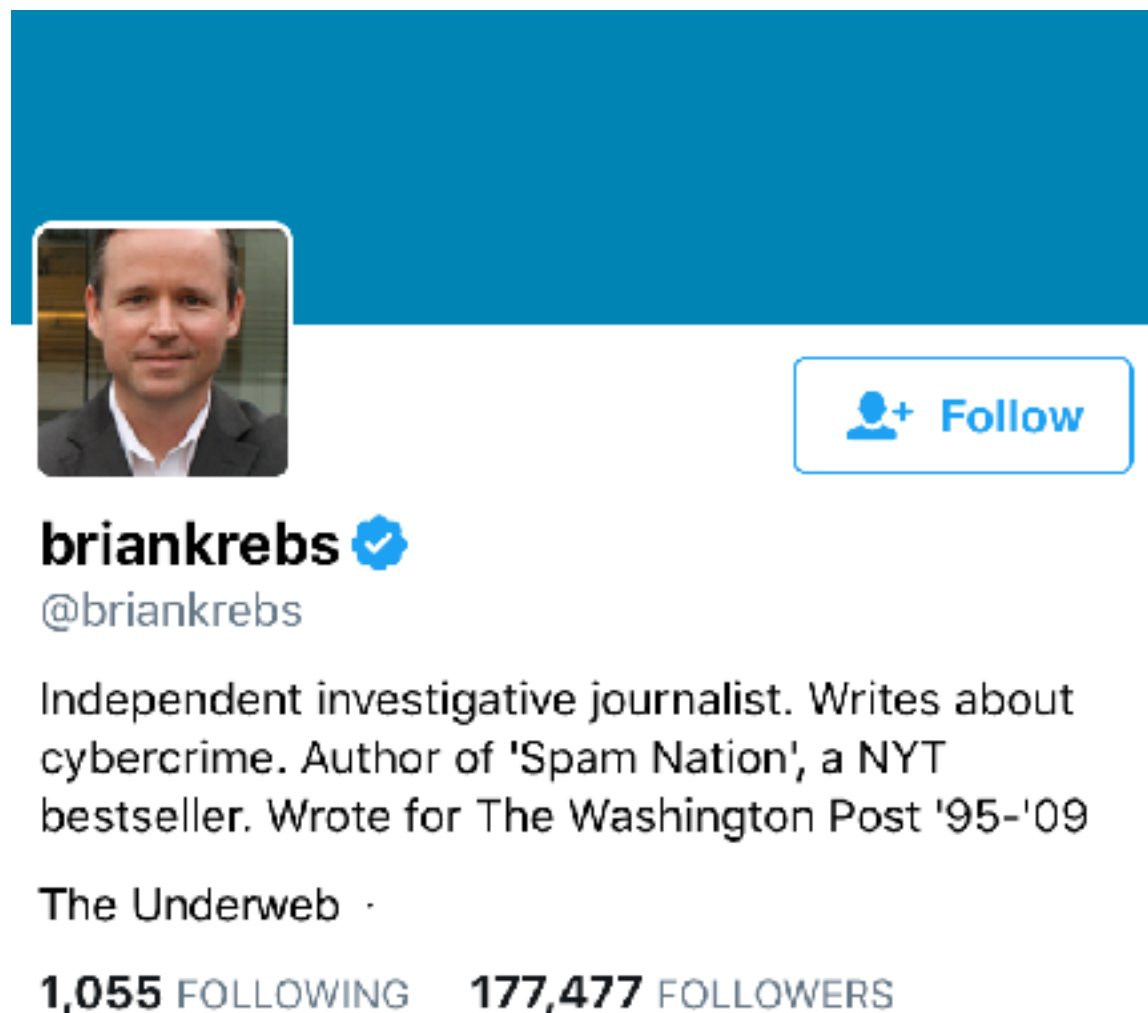 Follow
briankrebs
@briankrebs
Independent investigative journalist. Writes about
cybercrime. Author of 'Spam Nation', a NYT
bestseller. Wrote for The Washington Post '95-'09
The Underweb ·
1,055 FOLLOWING 177,477 FOLLOWERS